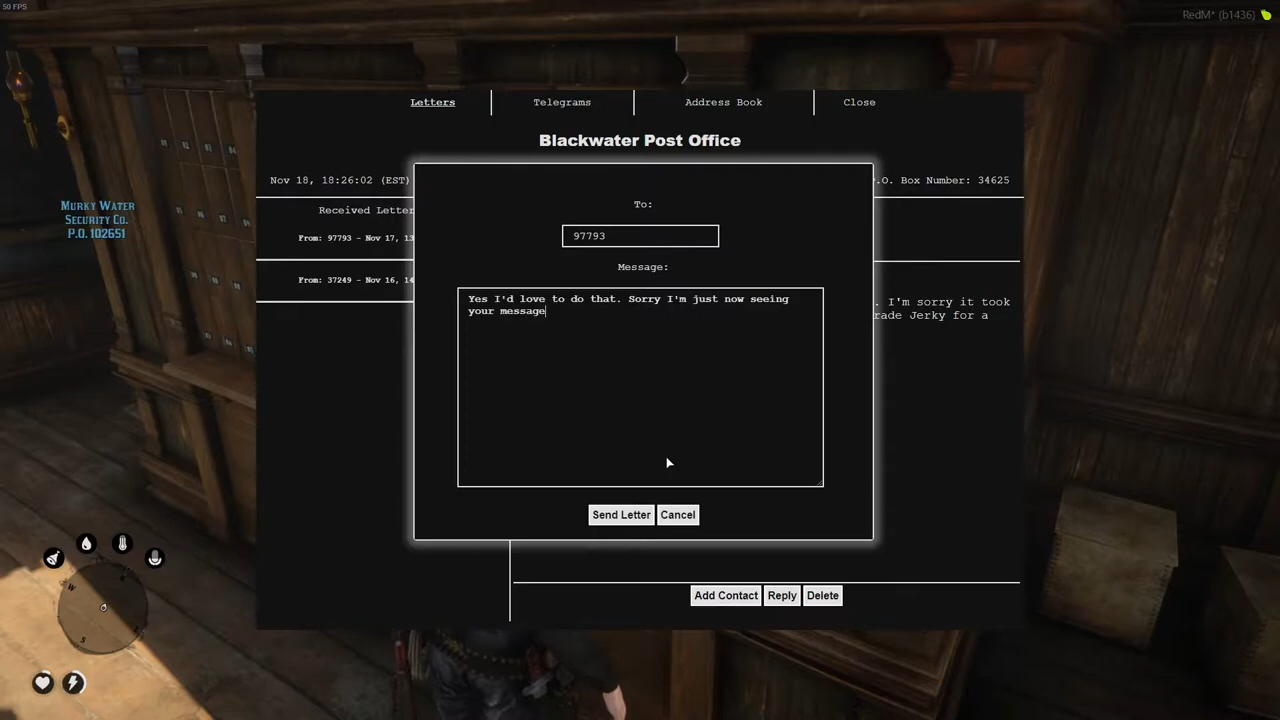 50 FPS
RedM* (b1436)
Letters
Telegrams
Address Book
Close
Blackwater Post Office
Nov 18, 18:26:02 (EST)
.O. Box Number: 34625
Murky Water
Security Co.
P.O. 102651
Received Letter
From: 97793 - Nov 17, 13
From: 37249 - Nov 16, 14
To:
97793
Message:
Yes I'd love to do that. Sorry I'm just now seeing
your message
. I'm sorry it took
rade Jerky for a
Send Letter
Cancel
Add Contact
Reply
Delete
W
S